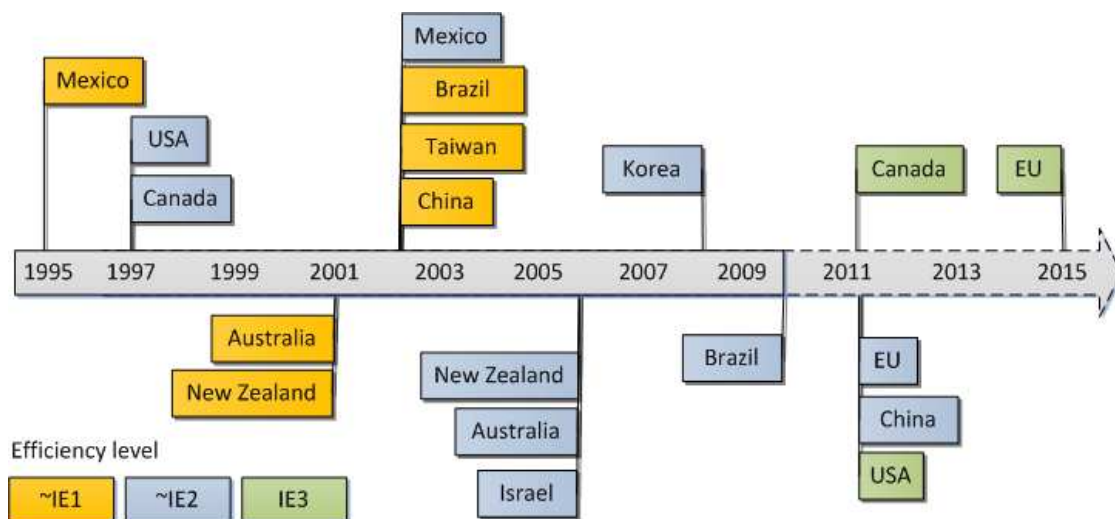 Mexico
Mexico
Brazil
USA
Taiwan
Korea
Canada
EU
Canada
China
1995 1997 1999 2001 2003 2005 2007 2009 2011 2013 2015
Australia
New Zealand
New Zealand
Brazil
EU
Australia
China
Israel
USA
Efficiency level
~IE1 ~IE2 IE3